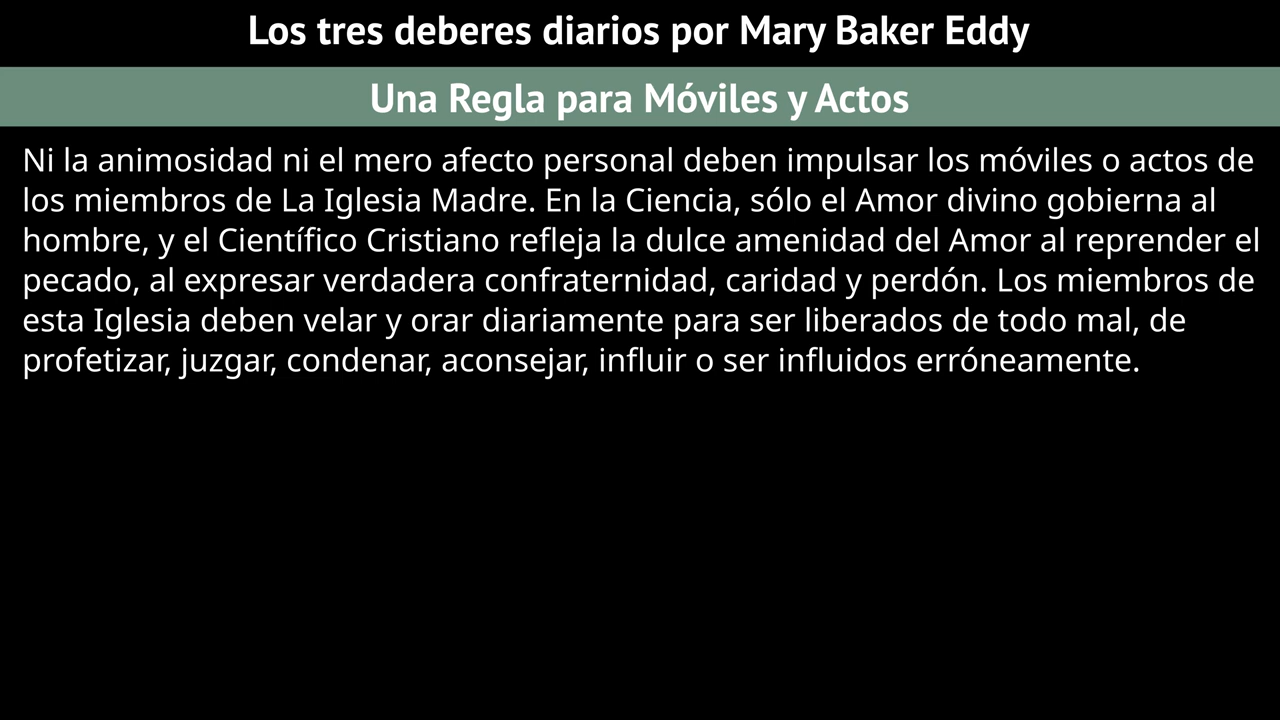 Los tres deberes diarios por Mary Baker Eddy
Una Regla para Móviles y Actos
Ni la animosidad ni el mero afecto personal deben impulsar los móviles o actos de
los miembros de La Iglesia Madre. En la Ciencia, sólo el Amor divino gobierna al
hombre, y el Científico Cristiano refleja la dulce amenidad del Amor al reprender el
pecado, al expresar verdadera confraternidad, caridad y perdón. Los miembros de
esta Iglesia deben velar y orar diariamente para ser liberados de todo mal, de
profetizar, juzgar, condenar, aconsejar, influir o ser influidos erróneamente.